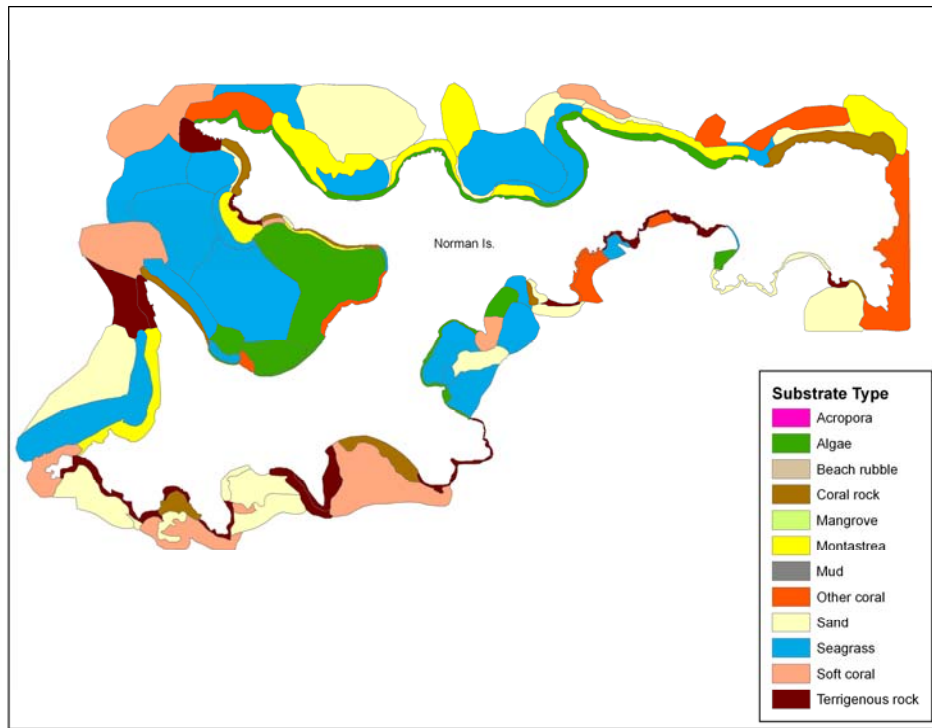 Norman Is.
Substrate Type
Acropora
Algae
Beach rubble
Coral rock
Mangrove
Montastrea
Mud
Other coral
Sand
Seagrass
Soft coral
Terrigenous rock